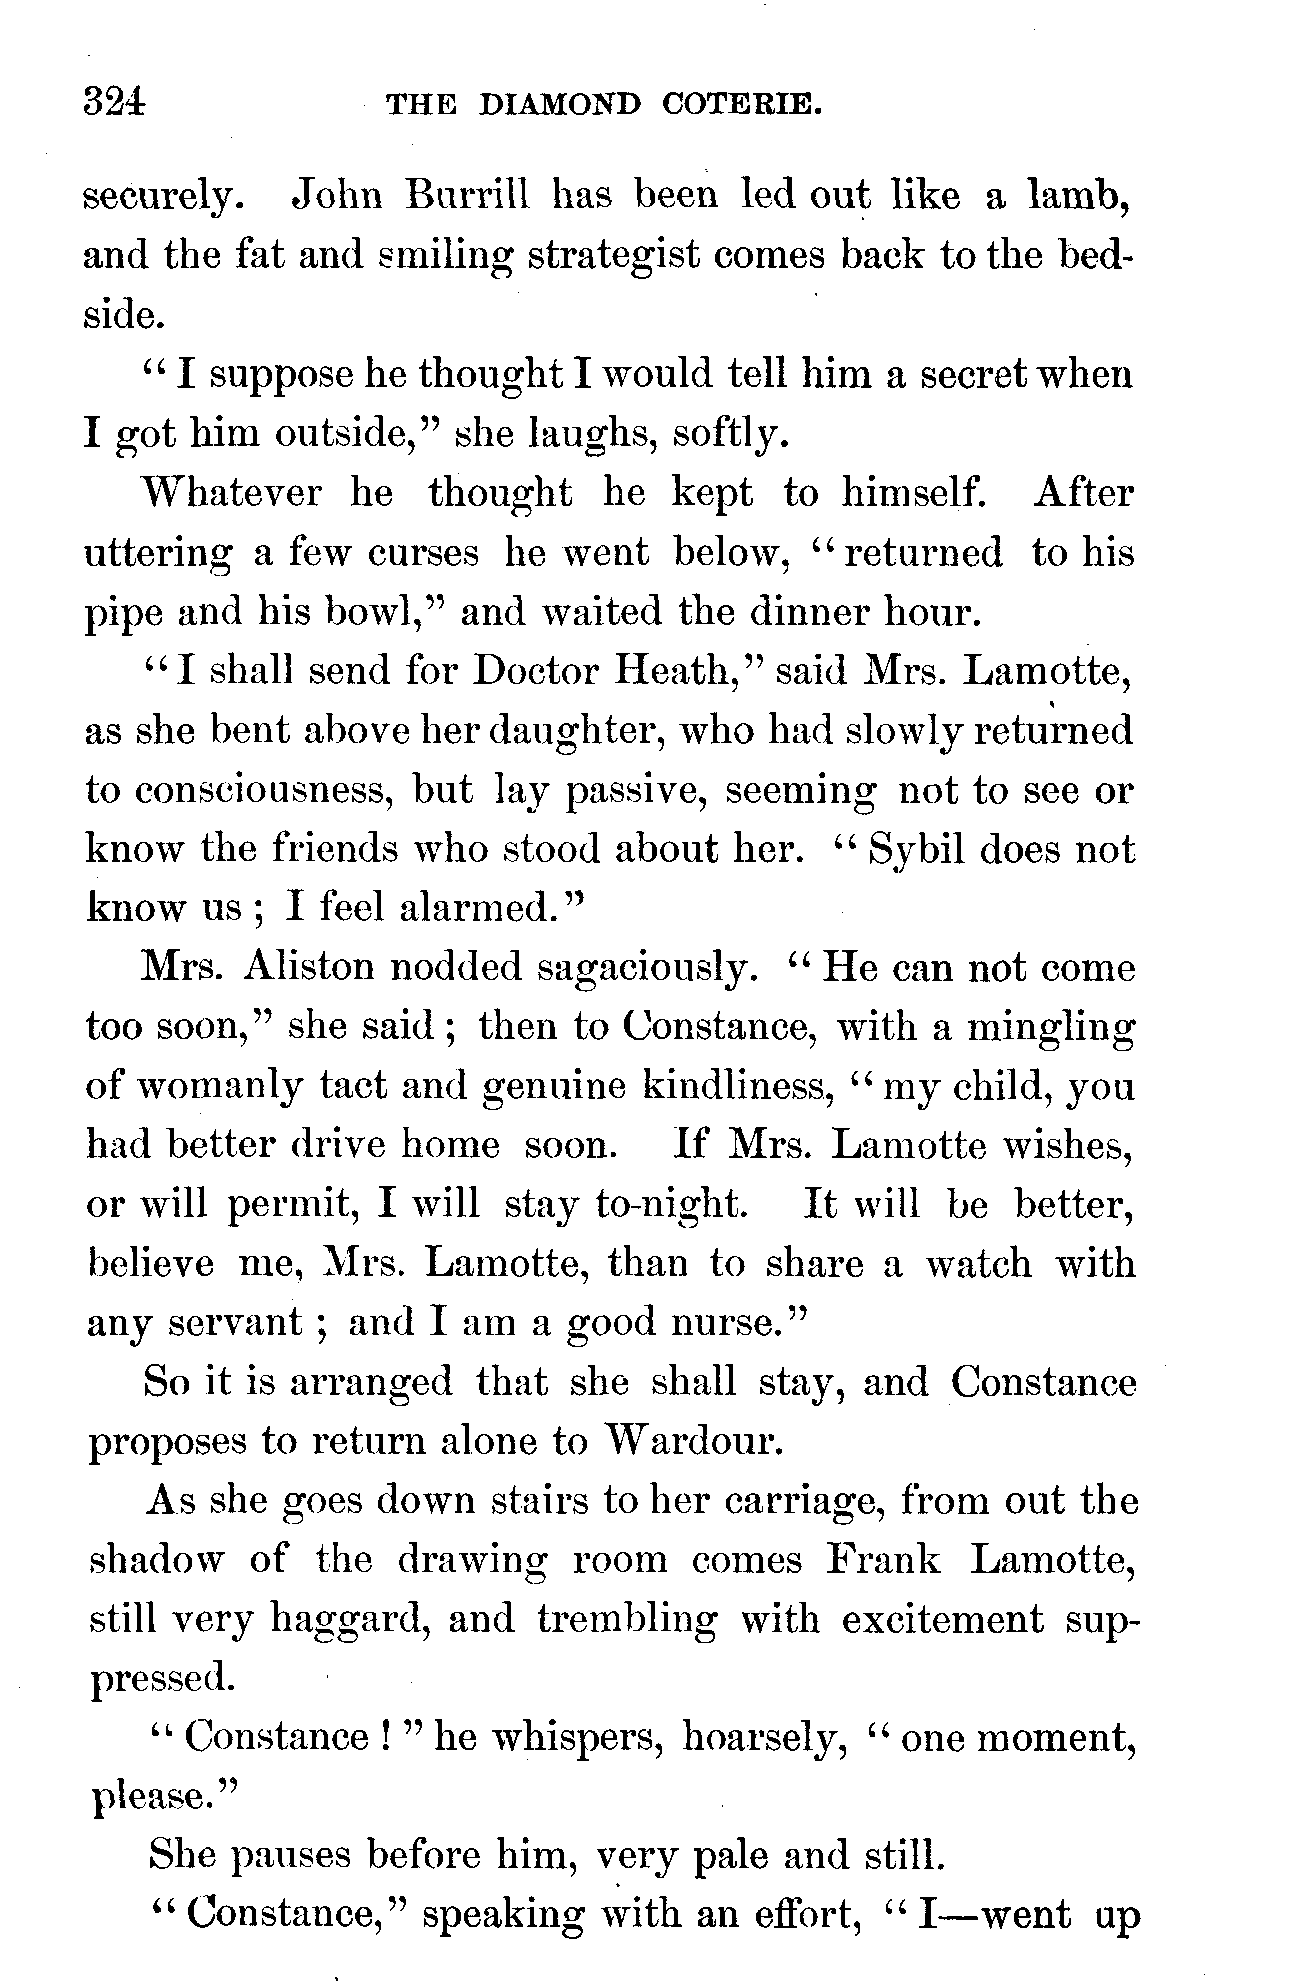 324 THE DIAMOND COTERIE.
securely. John Burrill has been led out like a lamb,
and the fat and smiling strategist comes back to the bed-
side.
“ I suppose he thought I would tell him a secret when
I got him outside,” she laughs, softly.
Whatever he thought he kept to himself. After
uttering a few curses he went below, “ returned to his
pipe and his bowl,” and waited the dinner hour.
“ I shall send for Doctor Heath,” said Mrs. Lamotte,
as she bent above her daughter, who had slowly returned
to consciousness, but lay passive, seeming not to see or
know the friends who stood about her. “ Sybil does not
know us ; I feel alarmed.”
Mrs. Aliston nodded sagaciously. “ He can not come
too soon,” she said ; then to Constance, with a mingling
of womanly tact and genuine kindliness, “ my child, you
had better drive home soon. If Mrs. Lamotte wishes,
or will permit, I will stay to-night. It will be better,
believe me, Mrs. Lamotte, than to share a watch with
any servant ; and I am a good nurse.”
So it is arranged that she shall stay, and Constance
proposes to return alone to Wardour.
As she goes down stairs to her carriage, from out the
shadow of the drawing room comes Frank Lamotte,
still very haggard, and trembling with excitement sup-
pressed.
“ Constance ! ” he whispers, hoarsely, “ one moment,
please.”
She pauses before him, very pale and still.
“ Constance,” speaking with an effort, “ I—went up